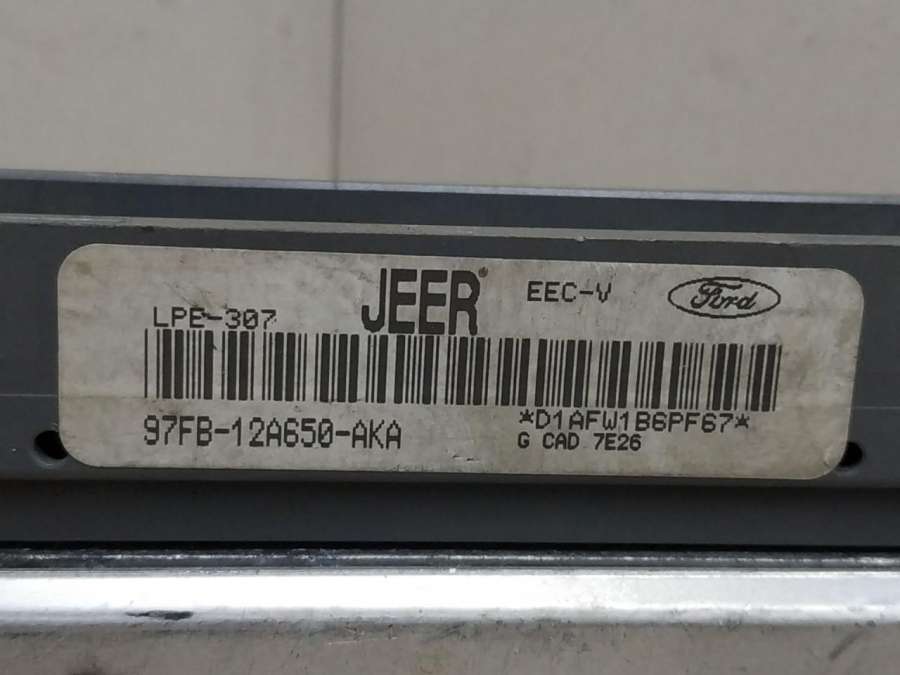 JEER® EEC-V Ford
LPE-307
97FB-12A650-AKA *D1AFW1B6PF67*
G CAD 7E26